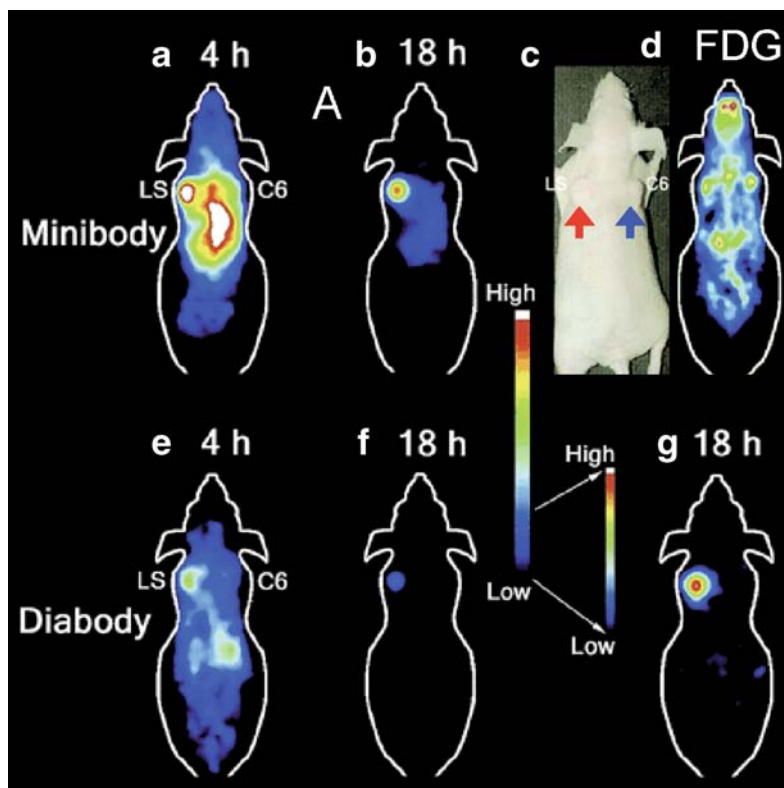 a 4 h
b 18 h
c
d FDG
A
LS
C6
LS
C6
Minibody
High
Low
e 4 h
f 18 h
High
g 18 h
LS
C6
Diabody
Low